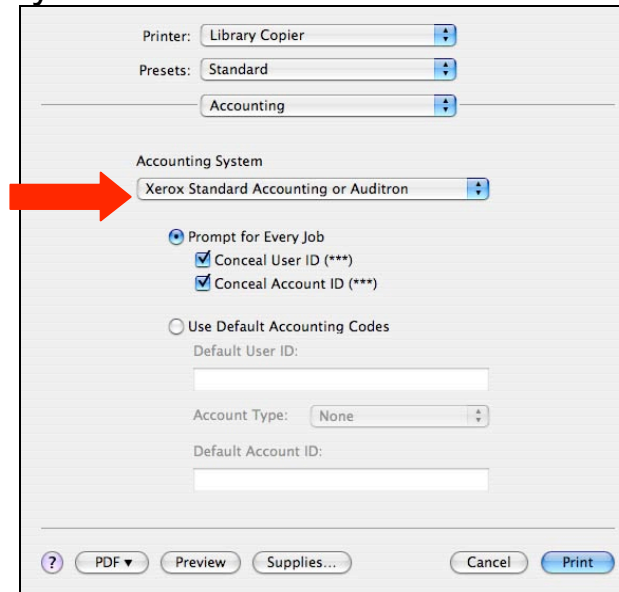 Printer: Library Copier
Presets: Standard
Accounting
Accounting System
Xerox Standard Accounting or Auditron
Prompt for Every Job
Conceal User ID (***)
Conceal Account ID (***)
Use Default Accounting Codes
Default User ID:
Account Type: None
Default Account ID:
? PDF▼ Preview Supplies... Cancel Print